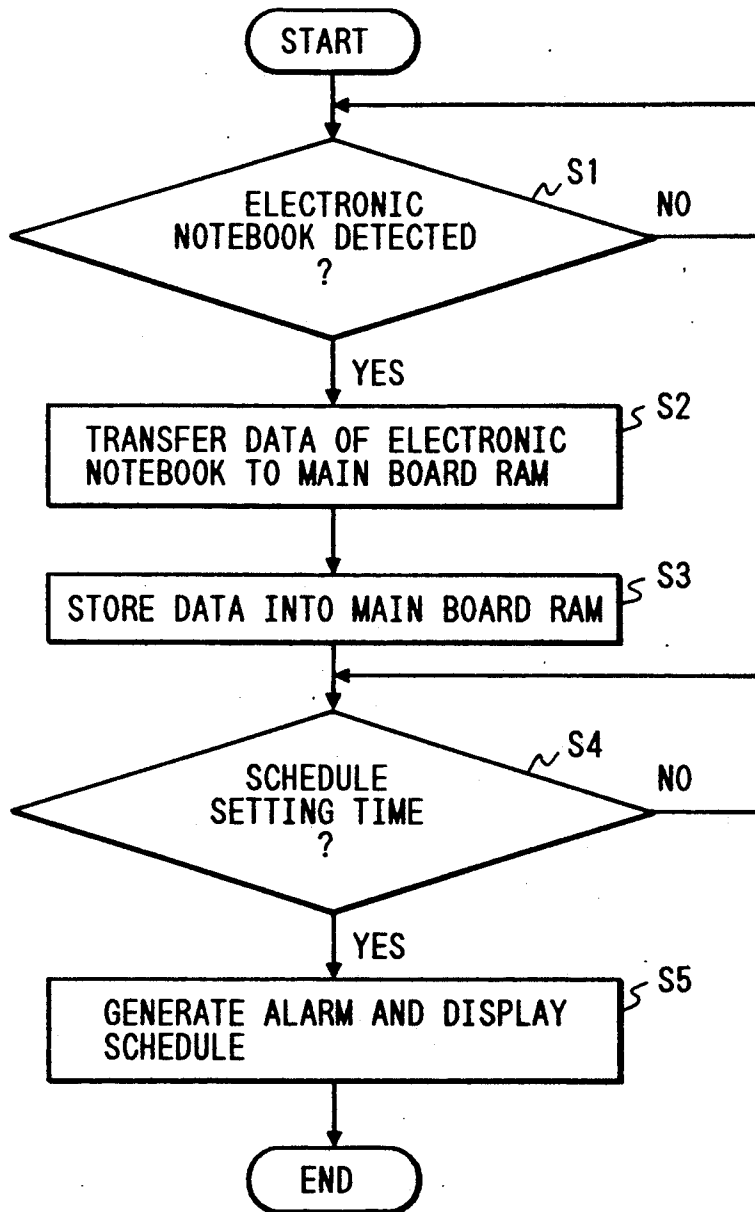 START
S1
ELECTRONIC
NOTEBOOK DETECTED
?
NO
YES
S2
TRANSFER DATA OF ELECTRONIC
NOTEBOOK TO MAIN BOARD RAM
S3
STORE DATA INTO MAIN BOARD RAM
S4
SCHEDULE
SETTING TIME
?
NO
YES
S5
GENERATE ALARM AND DISPLAY
SCHEDULE
END